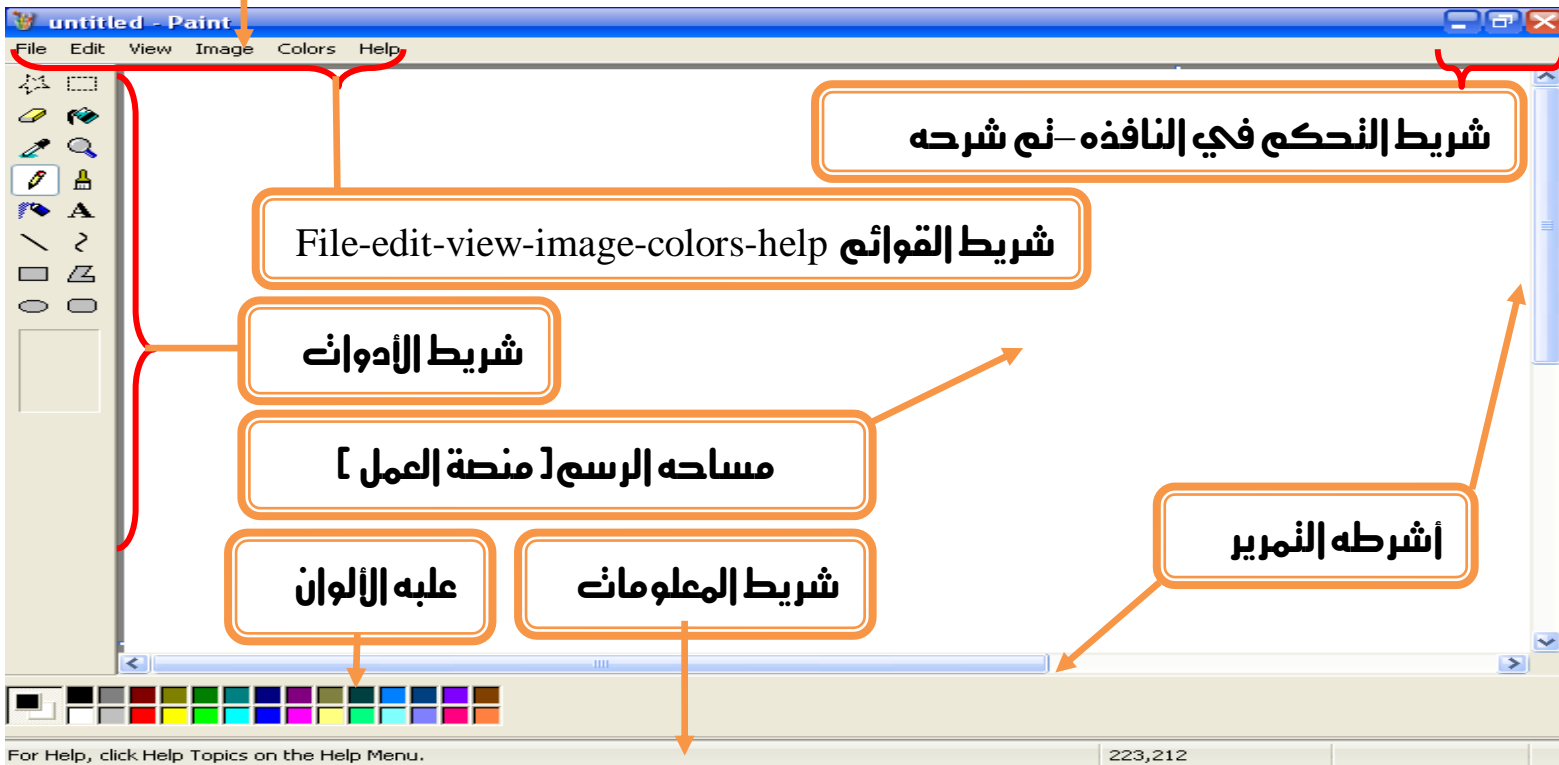 untitled - Paint
File Edit View Image Colors Help
شريط التحكم في النافذه –تم شرحه
شريط القوائم File-edit-view-image-colors-help
شريط الأدوات
مساحه الرسم[ منصة العمل ]
أشرطه التمرير
علبه الألوان
شريط المعلومات
For Help, click Help Topics on the Help Menu.
223,212